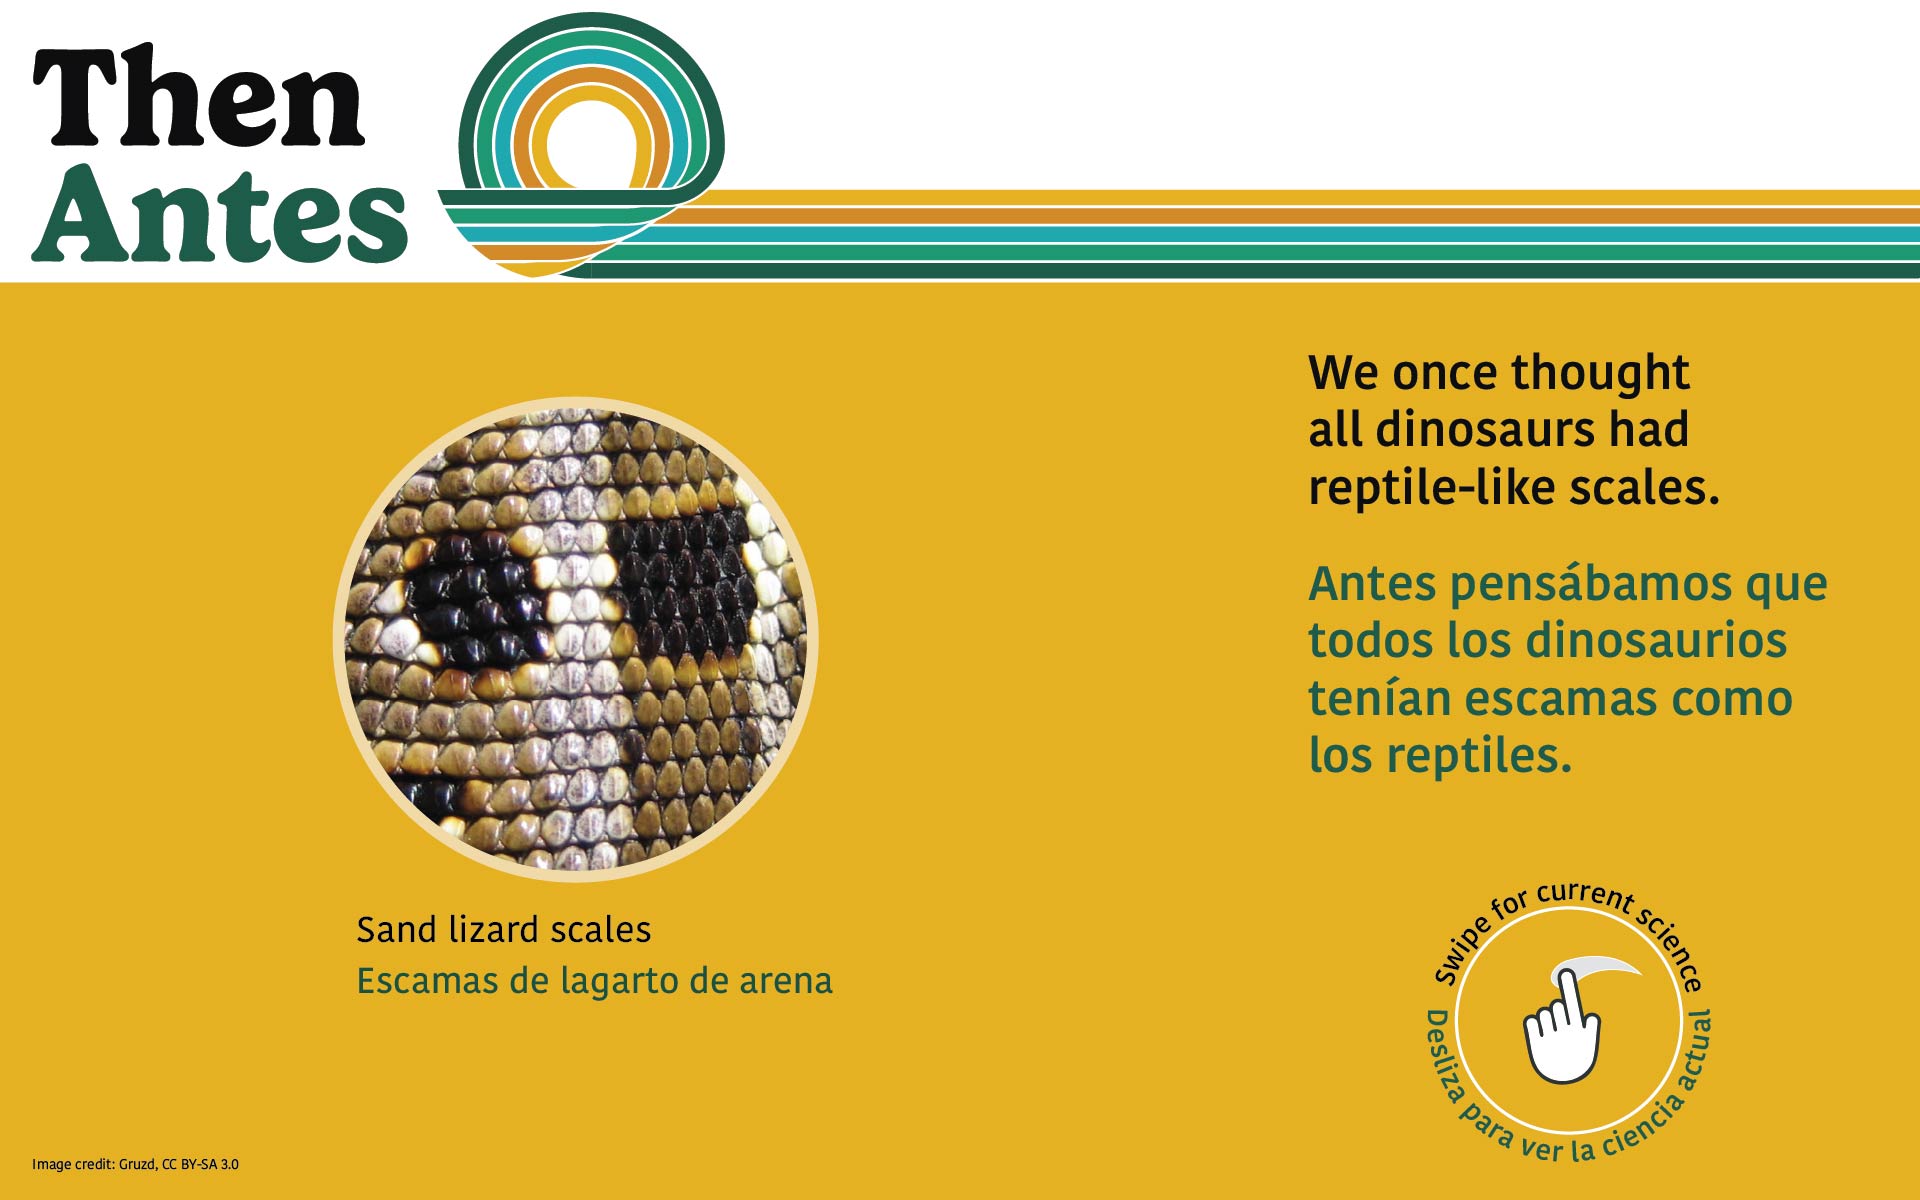 Then
Antes
We once thought
all dinosaurs had
reptile-like scales.
Antes pensábamos que
todos los dinosaurios
tenían escamas como
los reptiles.
Sand lizard scales
Escamas de lagarto de arena
Swipe for current science
Desliza para ver la ciencia actual
Image credit: Gruzd, CC BY-SA 3.0